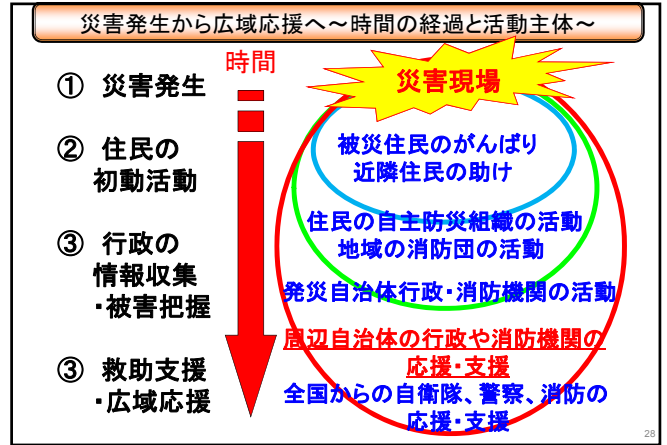 災害発生から広域応援へ～時間の経過と活動主体～
時間
① 災害発生
② 住民の
初動活動
③ 行政の
情報収集
・被害把握
③ 救助支援
・広域応援
災害現場
被災住民のがんばり
近隣住民の助け
住民の自主防災組織の活動
地域の消防団の活動
発災自治体行政・消防機関の活動
周辺自治体の行政や消防機関の
応援・支援
全国からの自衛隊、警察、消防の
応援・支援
28